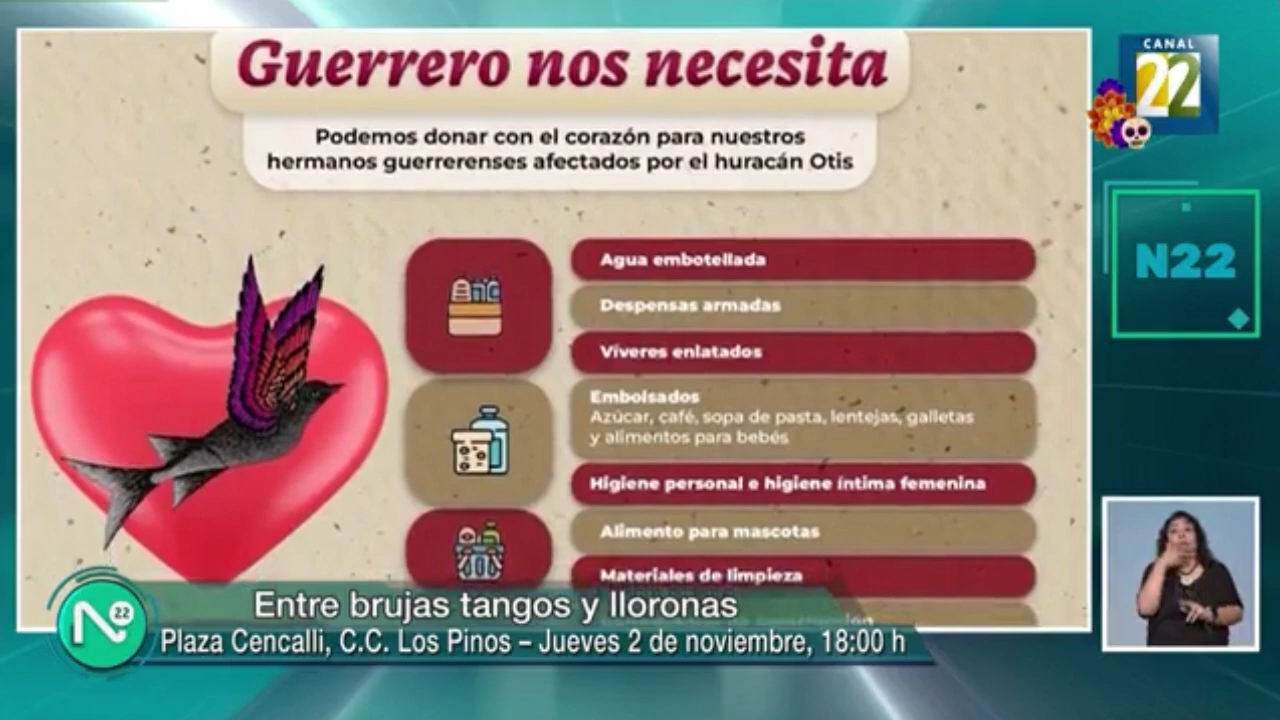 Guerrero nos necesita
Podemos donar con el corazón para nuestros
hermanos guerrerenses afectados por el huracán Otis
CANAL
22
N22
Agua embotellada
Despensas armadas
Víveres enlatados
Embolsados
Azúcar, café, sopa de pasta, lentejas, galletas
y alimentos para bebés
Higiene personal e higiene íntima femenina
Alimento para mascotas
Materiales de limpieza
N 22
Entre brujas tangos y lloronas
Plaza Cencalli, C.C. Los Pinos – Jueves 2 de noviembre, 18:00 h